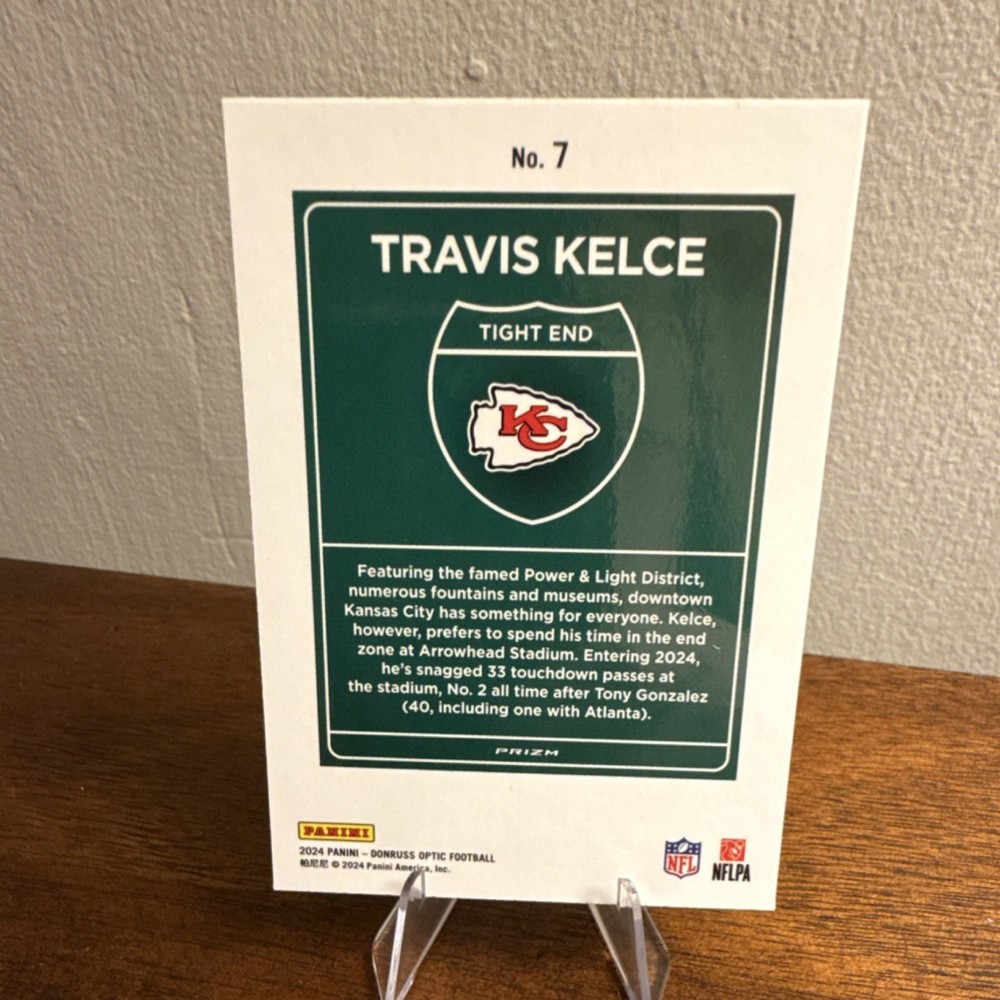 No. 7
TRAVIS KELCE
TIGHT END
KC
Featuring the famed Power & Light District,
numerous fountains and museums, downtown
Kansas City has something for everyone. Kelce,
however, prefers to spend his time in the end
zone at Arrowhead Stadium. Entering 2024,
he's snagged 33 touchdown passes at
the stadium, No. 2 all time after Tony Gonzalez
(40, including one with Atlanta).
PRIZM
PANINI
2024 PANINI – DONRUSS OPTIC FOOTBALL
帕尼尼 © 2024 Panini America, Inc.
NFL
NFLPA